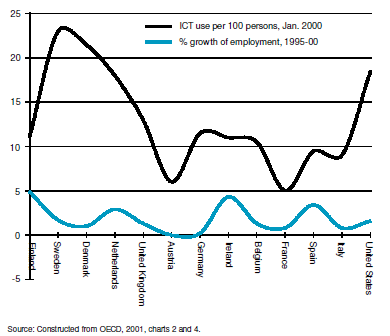 25
ICT use per 100 persons, Jan. 2000
% growth of employment, 1995-00
20
15
10
5
0
-5
Finland
Sweden
Denmark
Netherlands
United Kingdom
Austria
Germany
Ireland
Belgium
France
Spain
Italy
United States
Source: Constructed from OECD, 2001, charts 2 and 4.